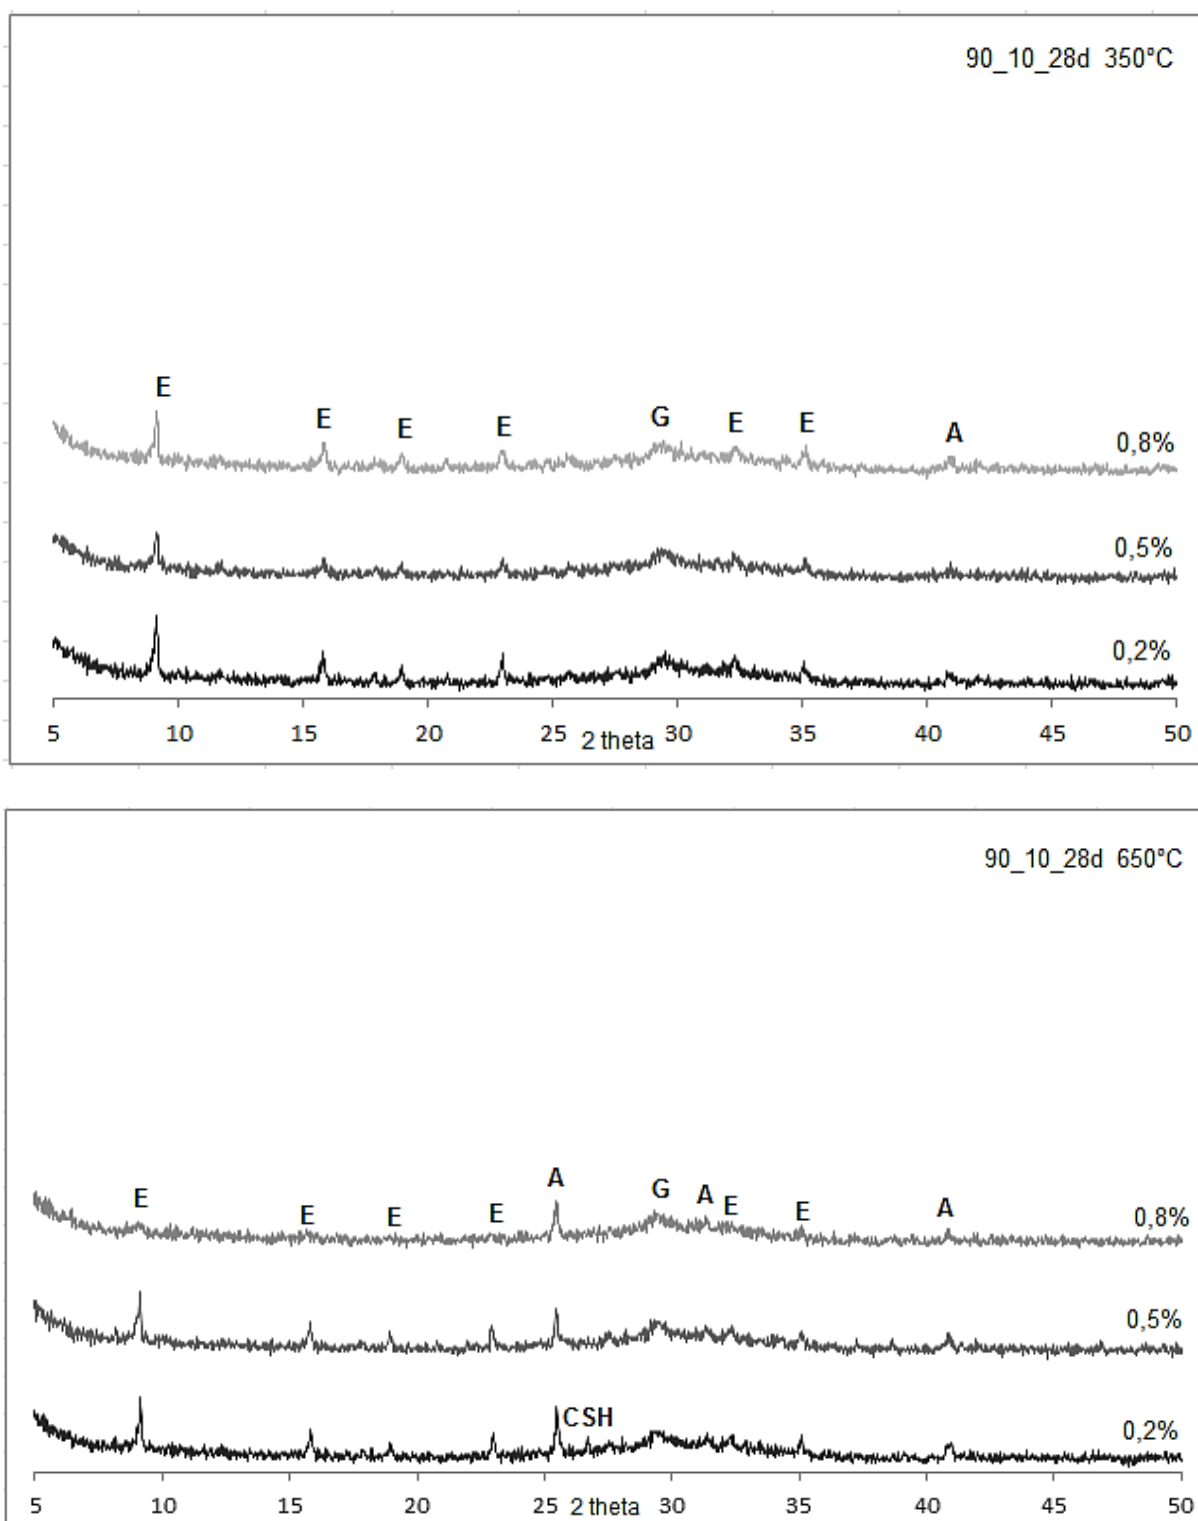 90_10_28d 350°C
E
E E E G E E A
0,8%
0,5%
0,2%
5 10 15 20 25 2 theta 30 35 40 45 50
90_10_28d 650°C
A
E E E E G A E E A
0,8%
0,5%
CSH
0,2%
5 10 15 20 25 2 theta 30 35 40 45 50